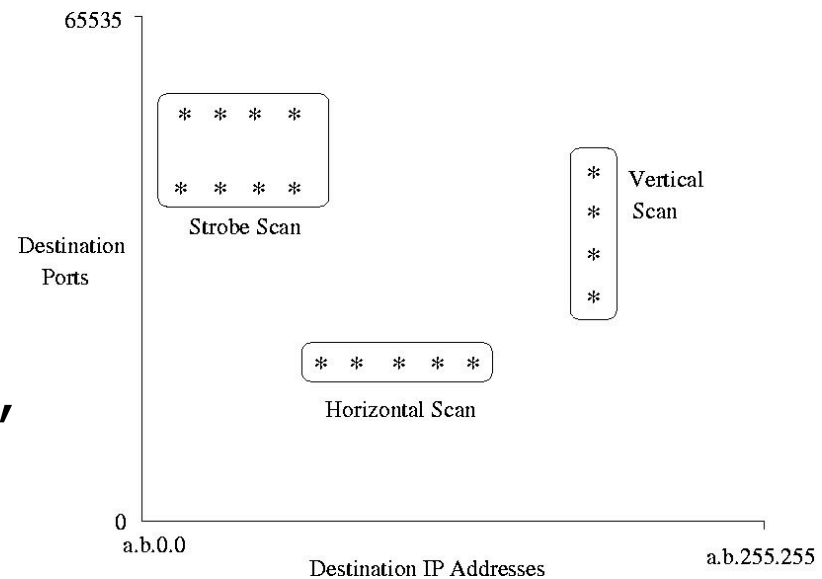 65535
* * * *
* * * *
Strobe Scan
*
*
*
*
Vertical
Scan
Destination
Ports
* * * * *
Horizontal Scan
,
0
a.b.0.0
a.b.255.255
Destination IP Addresses